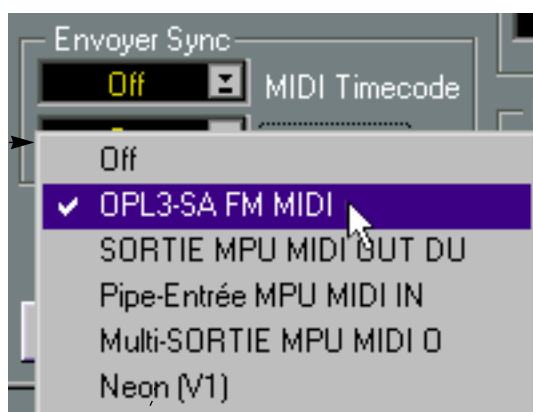 Envoyer Sync
Off MIDI Timecode
Off
OPL3-SA FM MIDI
SORTIE MPU MIDI OUT DU
Pipe-Entrée MPU MIDI IN
Multi-SORTIE MPU MIDI O
Neon (V1)